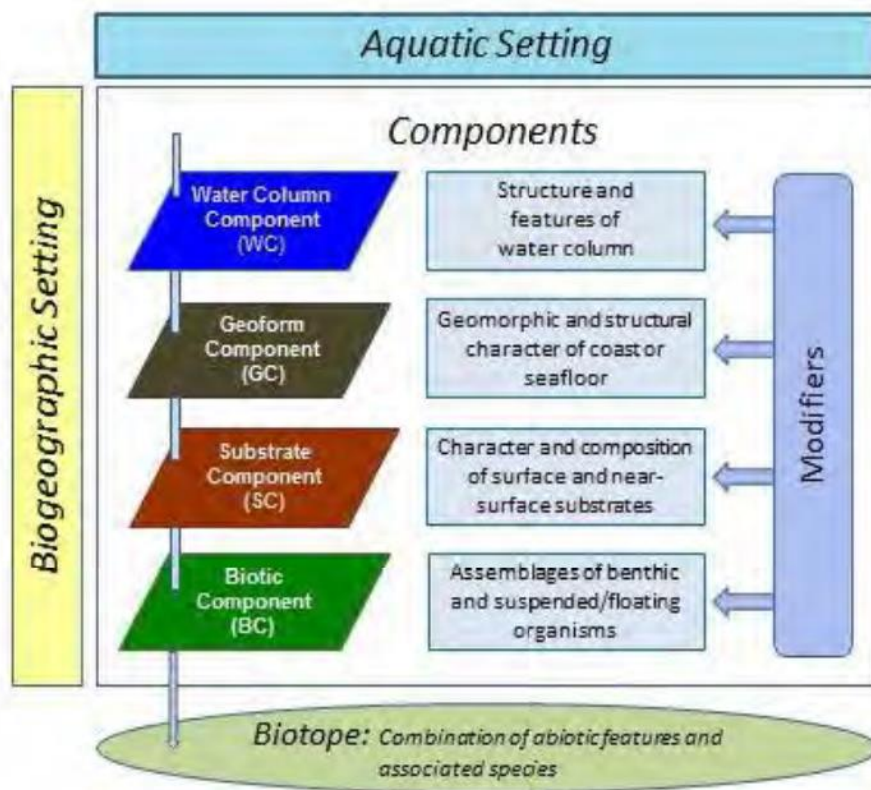 Aquatic Setting
Biogeographic Setting
Components
Water Column
Component
(WC)
Structure and
features of
water column
Geoform
Component
(GC)
Geomorphic and structural
character of coast or
seafloor
Substrate
Component
(SC)
Character and composition
of surface and near-
surface substrates
Biotic
Component
(BC)
Assemblages of benthic
and suspended/floating
organisms
Modifiers
Biotope: Combination of abiotic features and
associated species